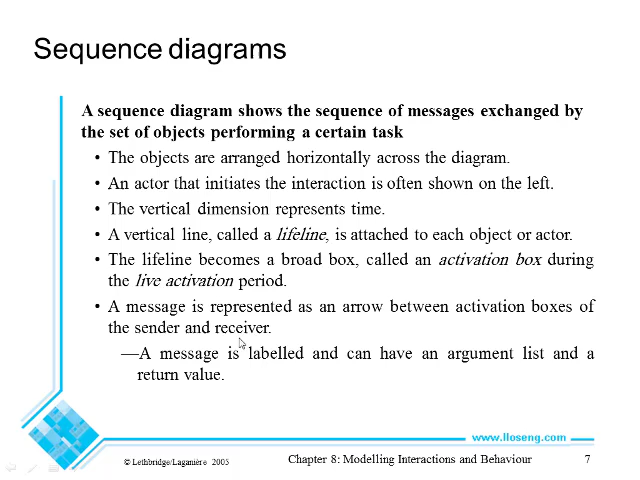 Sequence diagrams
A sequence diagram shows the sequence of messages exchanged by
the set of objects performing a certain task
• The objects are arranged horizontally across the diagram.
• An actor that initiates the interaction is often shown on the left.
• The vertical dimension represents time.
• A vertical line, called a lifeline, is attached to each object or actor.
• The lifeline becomes a broad box, called an activation box during
the live activation period.
• A message is represented as an arrow between activation boxes of
the sender and receiver.
—A message is labelled and can have an argument list and a
return value.
www.lloseng.com
© Lethbridge/Laganière 2005
Chapter 8: Modelling Interactions and Behaviour
7